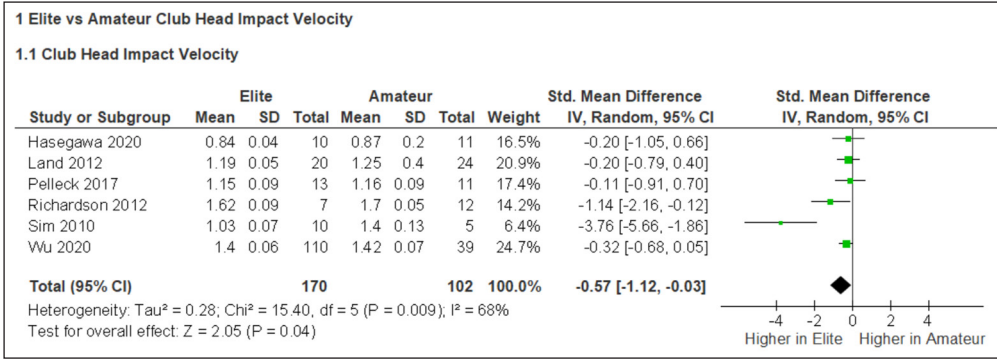 1 Elite vs Amateur Club Head Impact Velocity
1.1 Club Head Impact Velocity
Elite Amateur Std. Mean Difference Std. Mean Difference
Study or Subgroup Mean SD Total Mean SD Total Weight IV, Random, 95% CI IV, Random, 95% CI
Hasegawa 2020 0.84 0.04 10 0.87 0.2 11 16.5% -0.20 [-1.05, 0.66]
Land 2012 1.19 0.05 20 1.25 0.4 24 20.9% -0.20 [-0.79, 0.40]
Pelleck 2017 1.15 0.09 13 1.16 0.09 11 17.4% -0.11 [-0.91, 0.70]
Richardson 2012 1.62 0.09 7 1.7 0.05 12 14.2% -1.14 [-2.16, -0.12]
Sim 2010 1.03 0.07 10 1.4 0.13 5 6.4% -3.76 [-5.66, -1.86]
Wu 2020 1.4 0.06 110 1.42 0.07 39 24.7% -0.32 [-0.68, 0.05]
Total (95% CI) 170 102 100.0% -0.57 [-1.12, -0.03]
Heterogeneity: Tau² = 0.28; Chi² = 15.40, df = 5 (P = 0.009); I² = 68%
Test for overall effect: Z = 2.05 (P = 0.04)
-4 -2 0 2 4
Higher in Elite Higher in Amateur